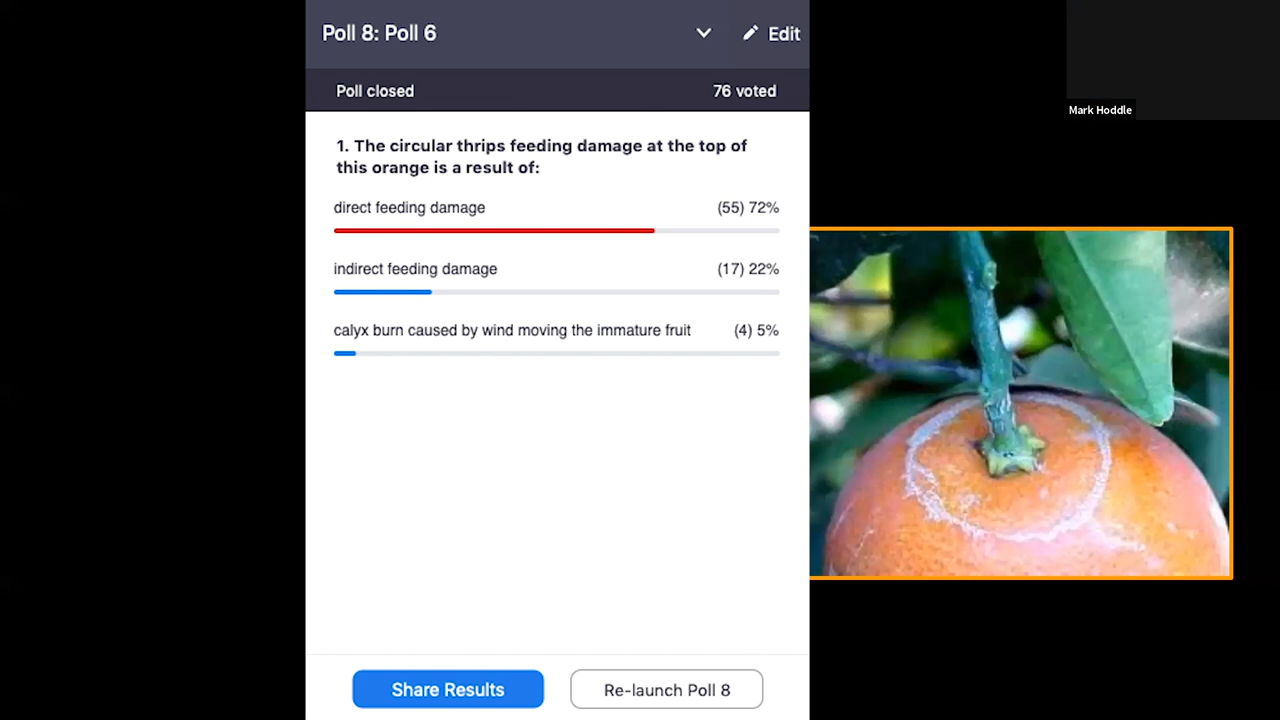 Poll 8: Poll 6
Edit
Poll closed
76 voted
Mark Hoddle
1. The circular thrips feeding damage at the top of
this orange is a result of:
direct feeding damage
(55) 72%
indirect feeding damage
(17) 22%
calyx burn caused by wind moving the immature fruit
(4) 5%
Share Results
Re-launch Poll 8